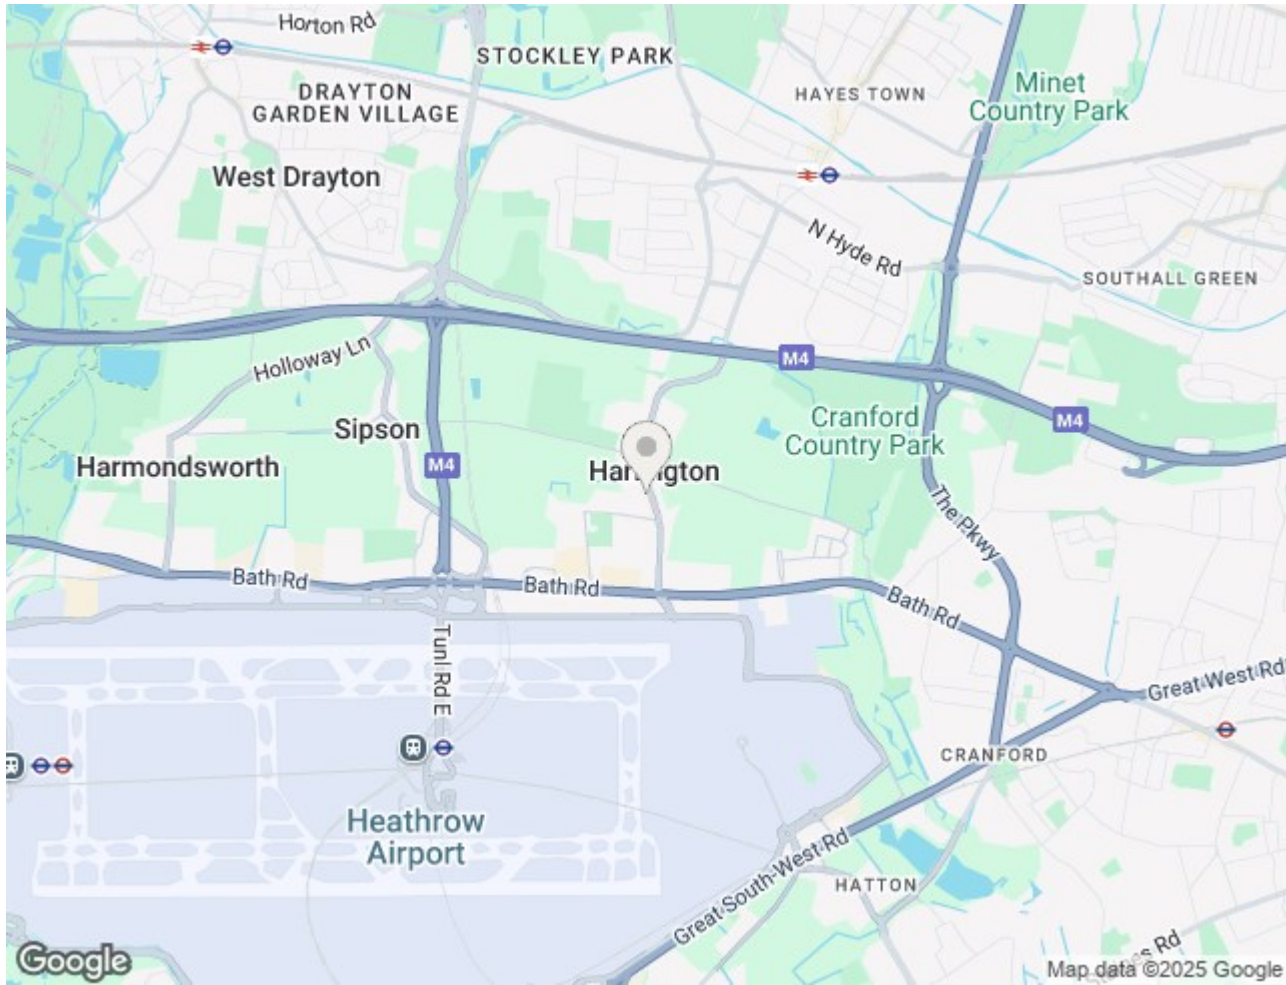 Horton Rd
STOCKLEY PARK
DRAYTON
GARDEN VILLAGE
HAYES TOWN
Minet
Country Park
West Drayton
N Hyde Rd
SOUTHALL GREEN
Holloway Ln
M4
M4
Sipson
Cranford
Country Park
Harmondsworth
M4
The Pkwy
Bath Rd
Bath Rd
Bath Rd
Tunl Rd E
Great West Rd
CRANFORD
Heathrow
Airport
Great South-West Rd
HATTON
Google
Map data ©2025 Google